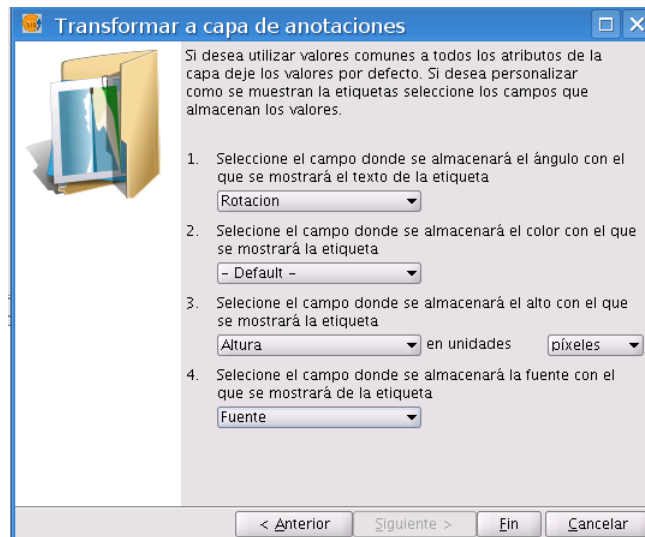 Transformar a capa de anotaciones
Si desea utilizar valores comunes a todos los atributos de la
capa deje los valores por defecto. Si desea personalizar
como se muestran la etiquetas seleccione los campos que
almacenan los valores.
1. Seleccione el campo donde se almacenará el ángulo con el
que se mostrará el texto de la etiqueta
Rotacion
2. Selecione el campo donde se almacenará el color con el que
se mostrará la etiqueta
– Default –
3. Selecione el campo donde se almacenará el alto con el que
se mostrará la etiqueta
Altura en unidades píxeles
4. Selecione el campo donde se almacenará la fuente con el
que se mostrará de la etiqueta
Fuente
< Anterior Siguiente > Fin Cancelar